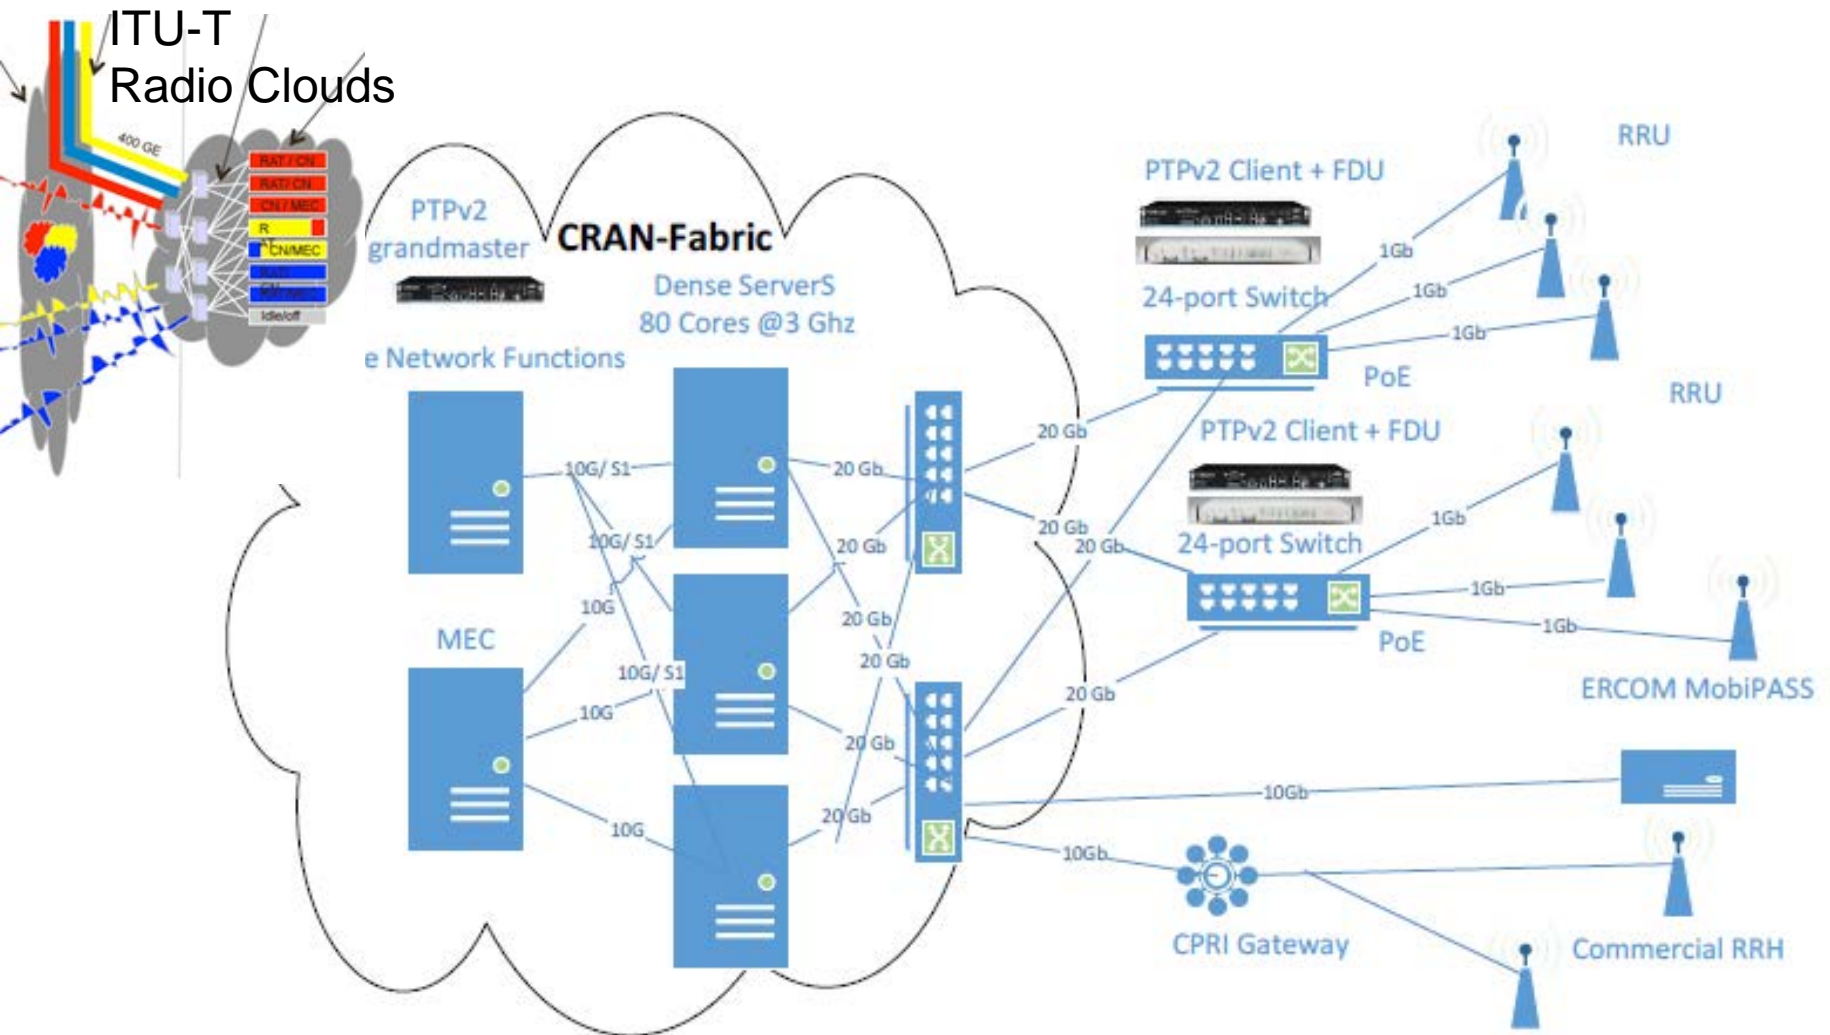 ITU-T
Radio Clouds
400 GE
RAT / CN
RAT/ CN
CN / MEC
R
CN/MEC
Idle/off
PTPv2
grandmaster
CRAN-Fabric
Dense ServerS
80 Cores @3 Ghz
e Network Functions
MEC
10G/ S1
10G/ S1
10G
10G/ S1
10G
10G
20 Gb
20 Gb
20 Gb
20 Gb
20 Gb
20 Gb
20 Gb
20 Gb
20 Gb
20 Gb
PTPv2 Client + FDU
24-port Switch
PoE
1Gb
1Gb
1Gb
RRU
RRU
PTPv2 Client + FDU
24-port Switch
PoE
1Gb
1Gb
1Gb
ERCOM MobiPASS
10Gb
10Gb
CPRI Gateway
Commercial RRH